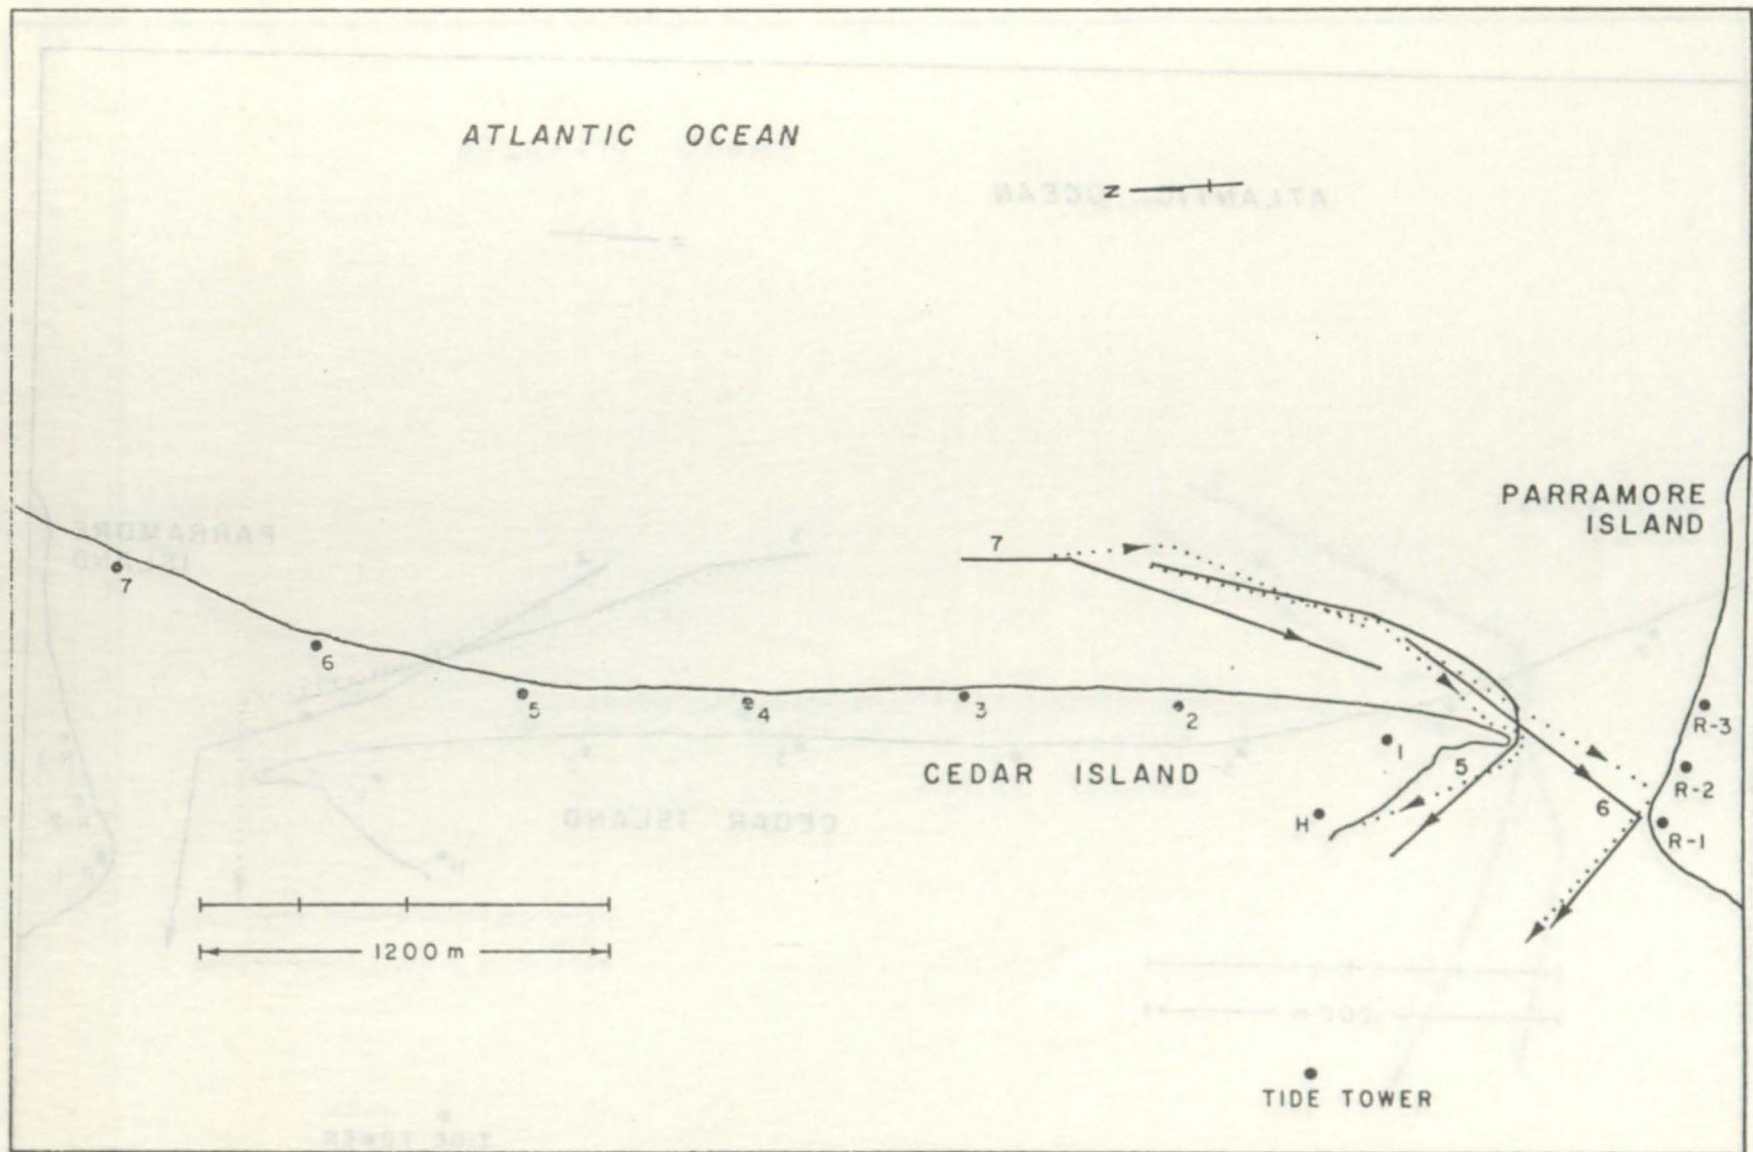 ATLANTIC OCEAN
N
PARRAMORE
ISLAND
7
7
6
5
4
3
2
1
R-3
R-2
R-1
CEDAR ISLAND
5
6
H
1200 m
TIDE TOWER